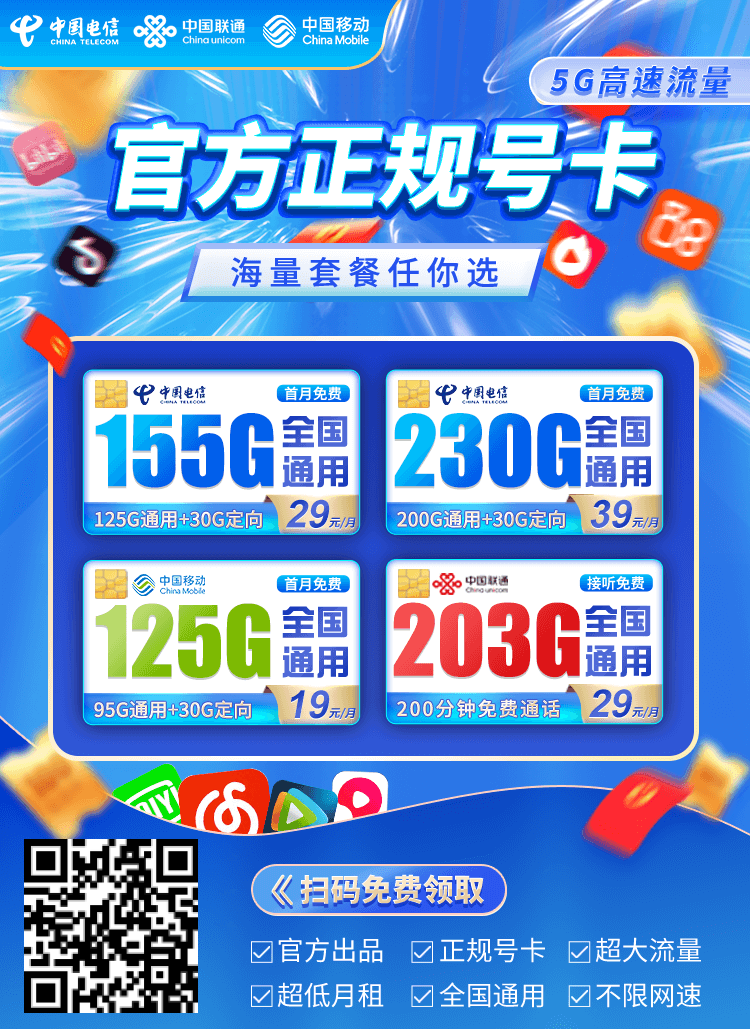 中国电信 中国联通 中国移动
CHINA TELECOM China unicom China Mobile
5G高速流量
官方正规号卡
海量套餐任你选
中国电信
CHINA TELECOM
首月免费
155G 全国通用
125G通用+30G定向 29元/月
中国电信
CHINA TELECOM
首月免费
230G 全国通用
200G通用+30G定向 39元/月
中国移动
China Mobile
首月免费
125G 全国通用
95G通用+30G定向 19元/月
中国联通
China unicom
接听免费
203G 全国通用
200分钟免费通话 29元/月
扫码免费领取
官方出品 正规号卡 超大流量
超低月租 全国通用 不限网速